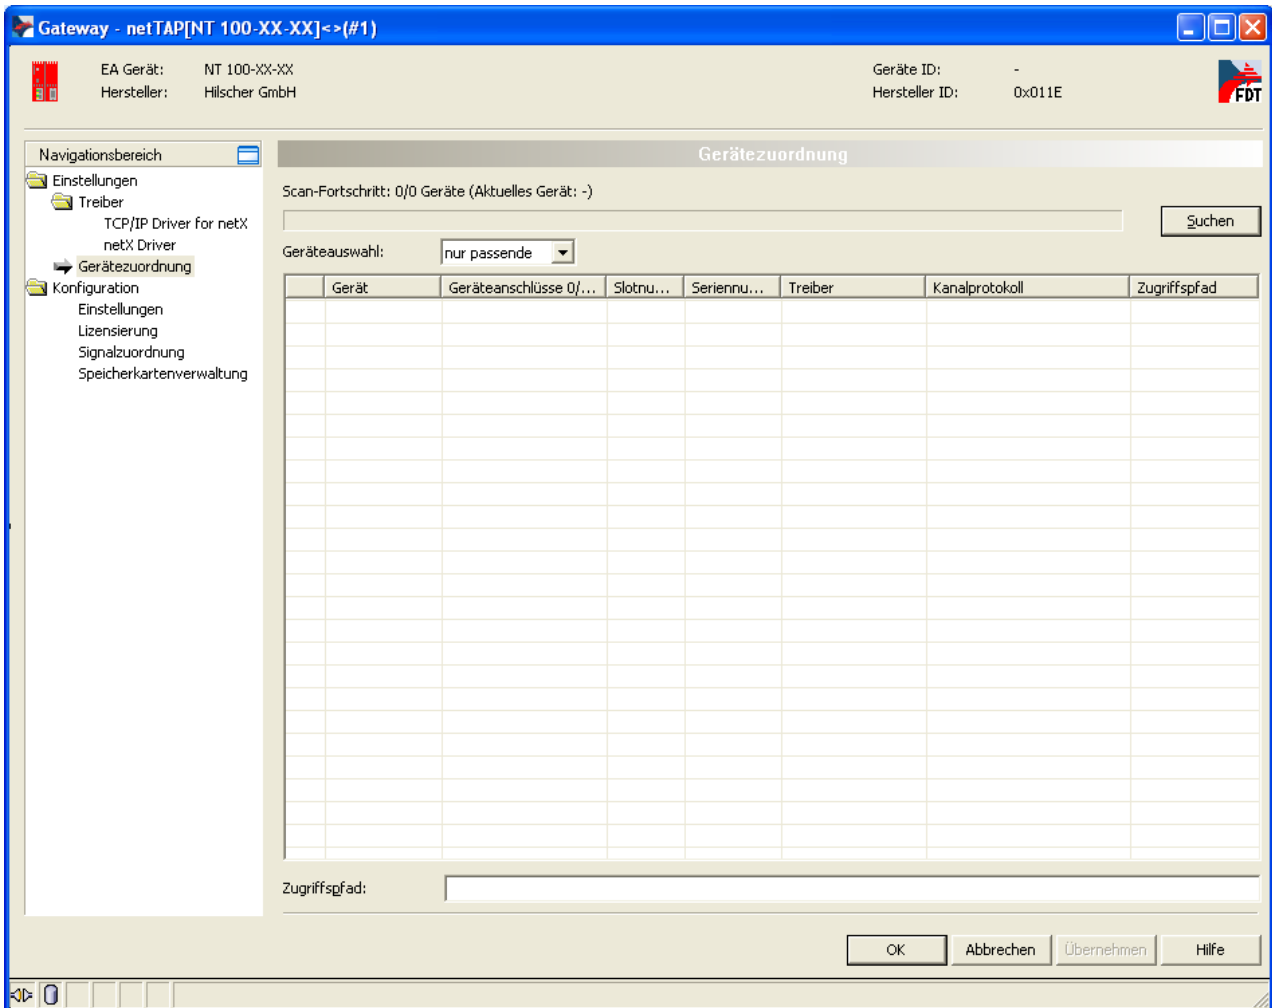 Gateway - netTAP[NT 100-XX-XX]<>(#1)
EA Gerät: NT 100-XX-XX Geräte ID: -
Hersteller: Hilscher GmbH Hersteller ID: 0x011E
FDT
Navigationsbereich
Einstellungen
Treiber
TCP/IP Driver for netX
netX Driver
Gerätezuordnung
Konfiguration
Einstellungen
Lizensierung
Signalzuordnung
Speicherkartenverwaltung
Gerätezuordnung
Scan-Fortschritt: 0/0 Geräte (Aktuelles Gerät: -)
Suchen
Geräteauswahl: nur passende
Gerät Geräteanschlüsse 0/... Slotnu... Seriennu... Treiber Kanalprotokoll Zugriffspfad
Zugriffspfad:
OK Abbrechen Übernehmen Hilfe